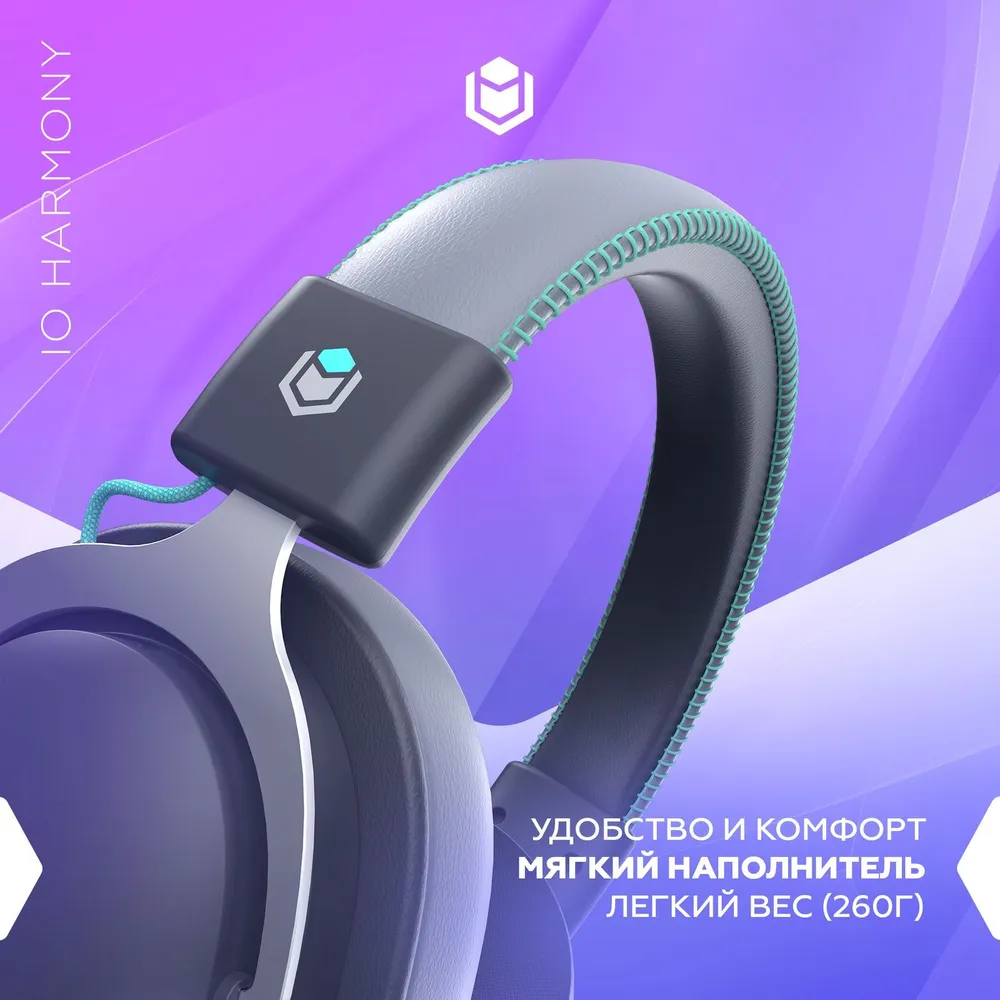 IO HARMONY
УДОБСТВО И КОМФОРТ
МЯГКИЙ НАПОЛНИТЕЛЬ
ЛЕГКИЙ ВЕС (260Г)